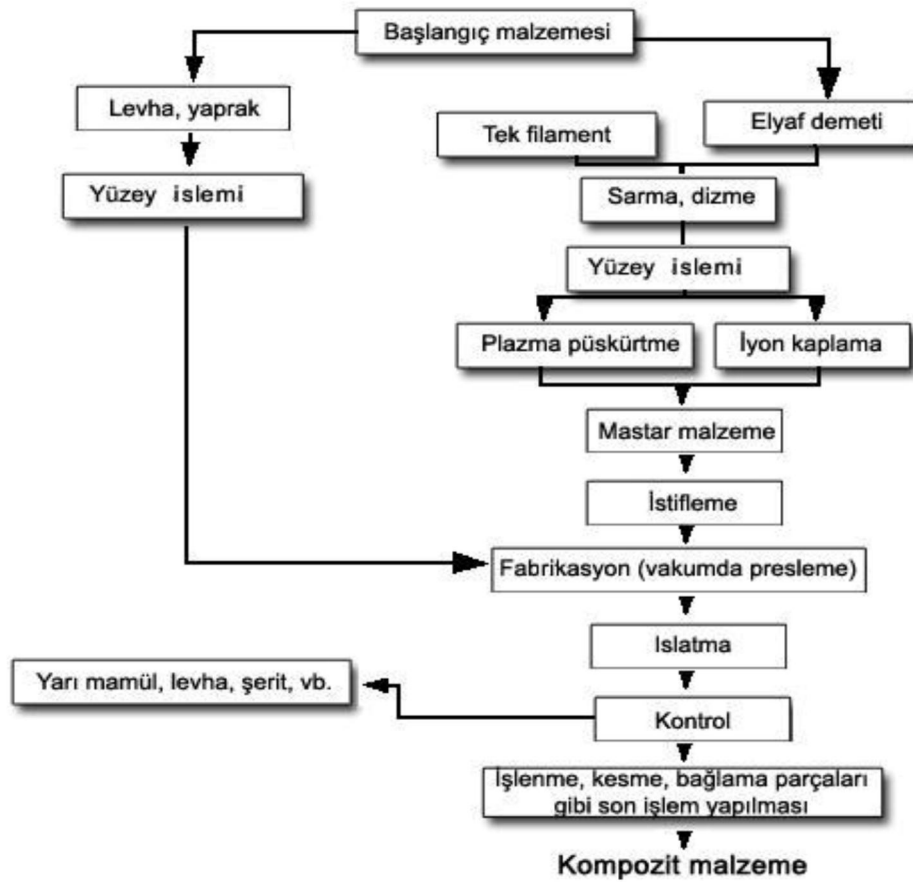 Başlangıç malzemesi
Levha, yaprak
Elyaf demeti
Tek filament
Yüzey islemi
Sarma, dizme
Yüzey islemi
Plazma püskürtme
İyon kaplama
Mastar malzeme
İstifleme
Fabrikasyon (vakumda presleme)
Islatma
Yarı mamül, levha, şerit, vb.
Kontrol
İşlenme, kesme, bağlama parçaları
gibi son işlem yapılması
Kompozit malzeme